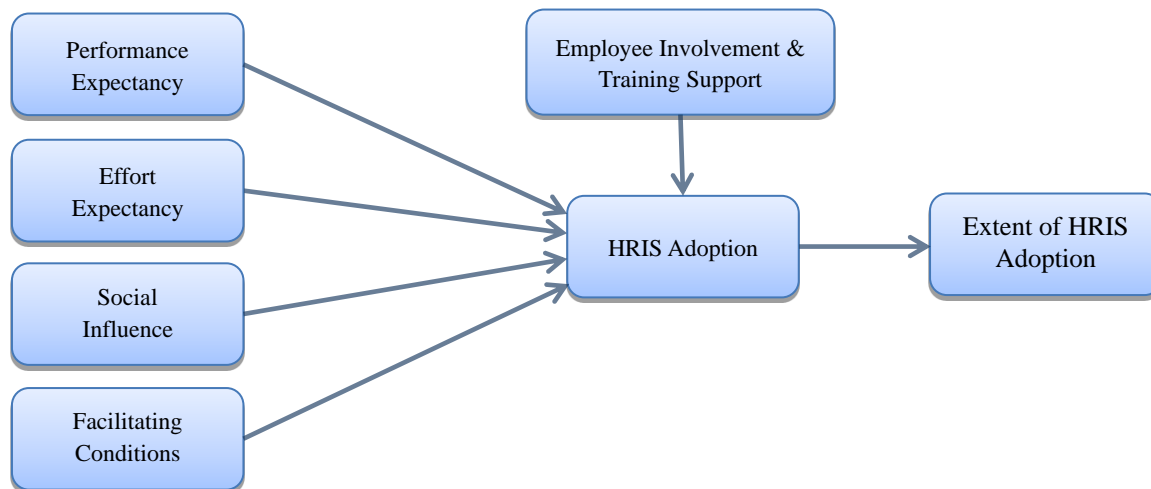 Performance
Expectancy
Employee Involvement &
Training Support
Effort
Expectancy
HRIS Adoption
Extent of HRIS
Adoption
Social
Influence
Facilitating
Conditions